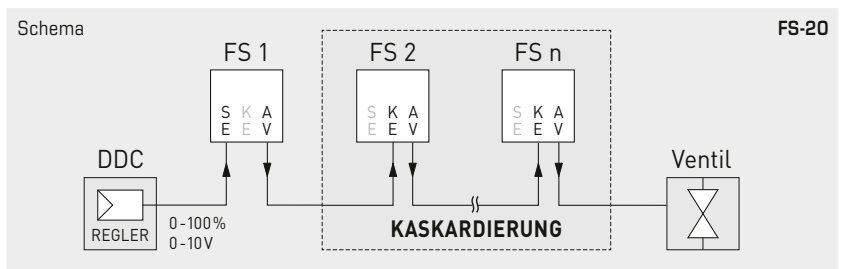 Schema
FS-20
FS 1
FS 2
FS n
S K A
E E V
S K A
E E V
S K A
E E V
DDC
REGLER
0-100%
0-10V
KASKARDIERUNG
Ventil